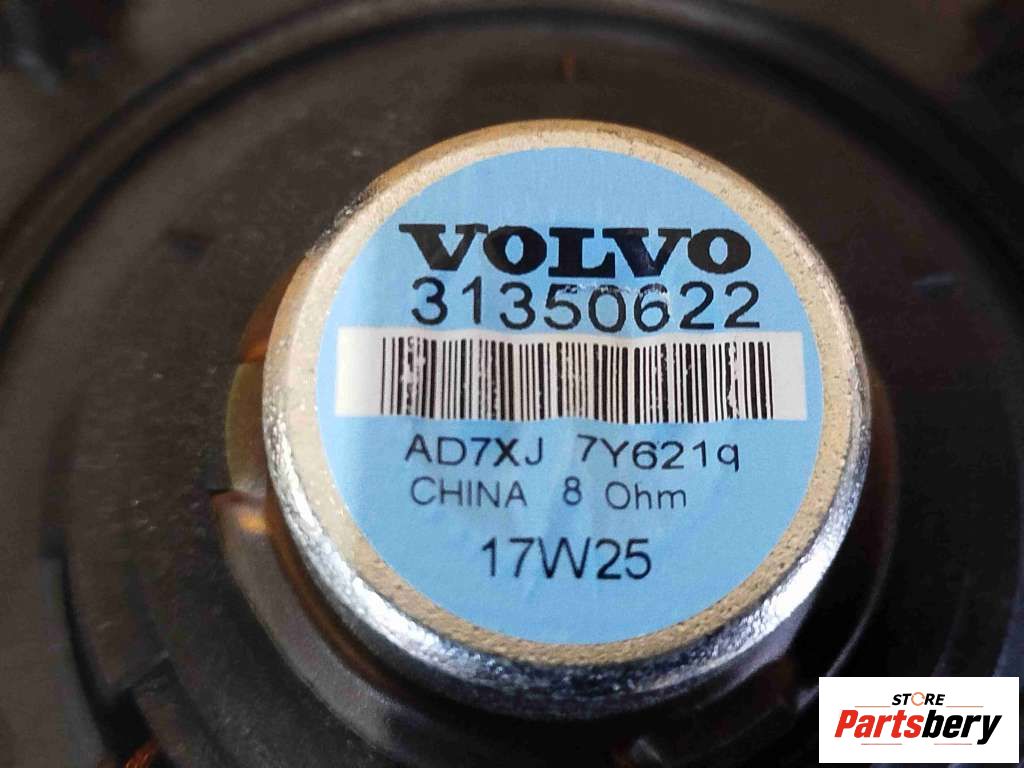 VOLVO
31350622
AD7XJ 7Y621q
CHINA 8 Ohm
17W25
STORE
Partsbery